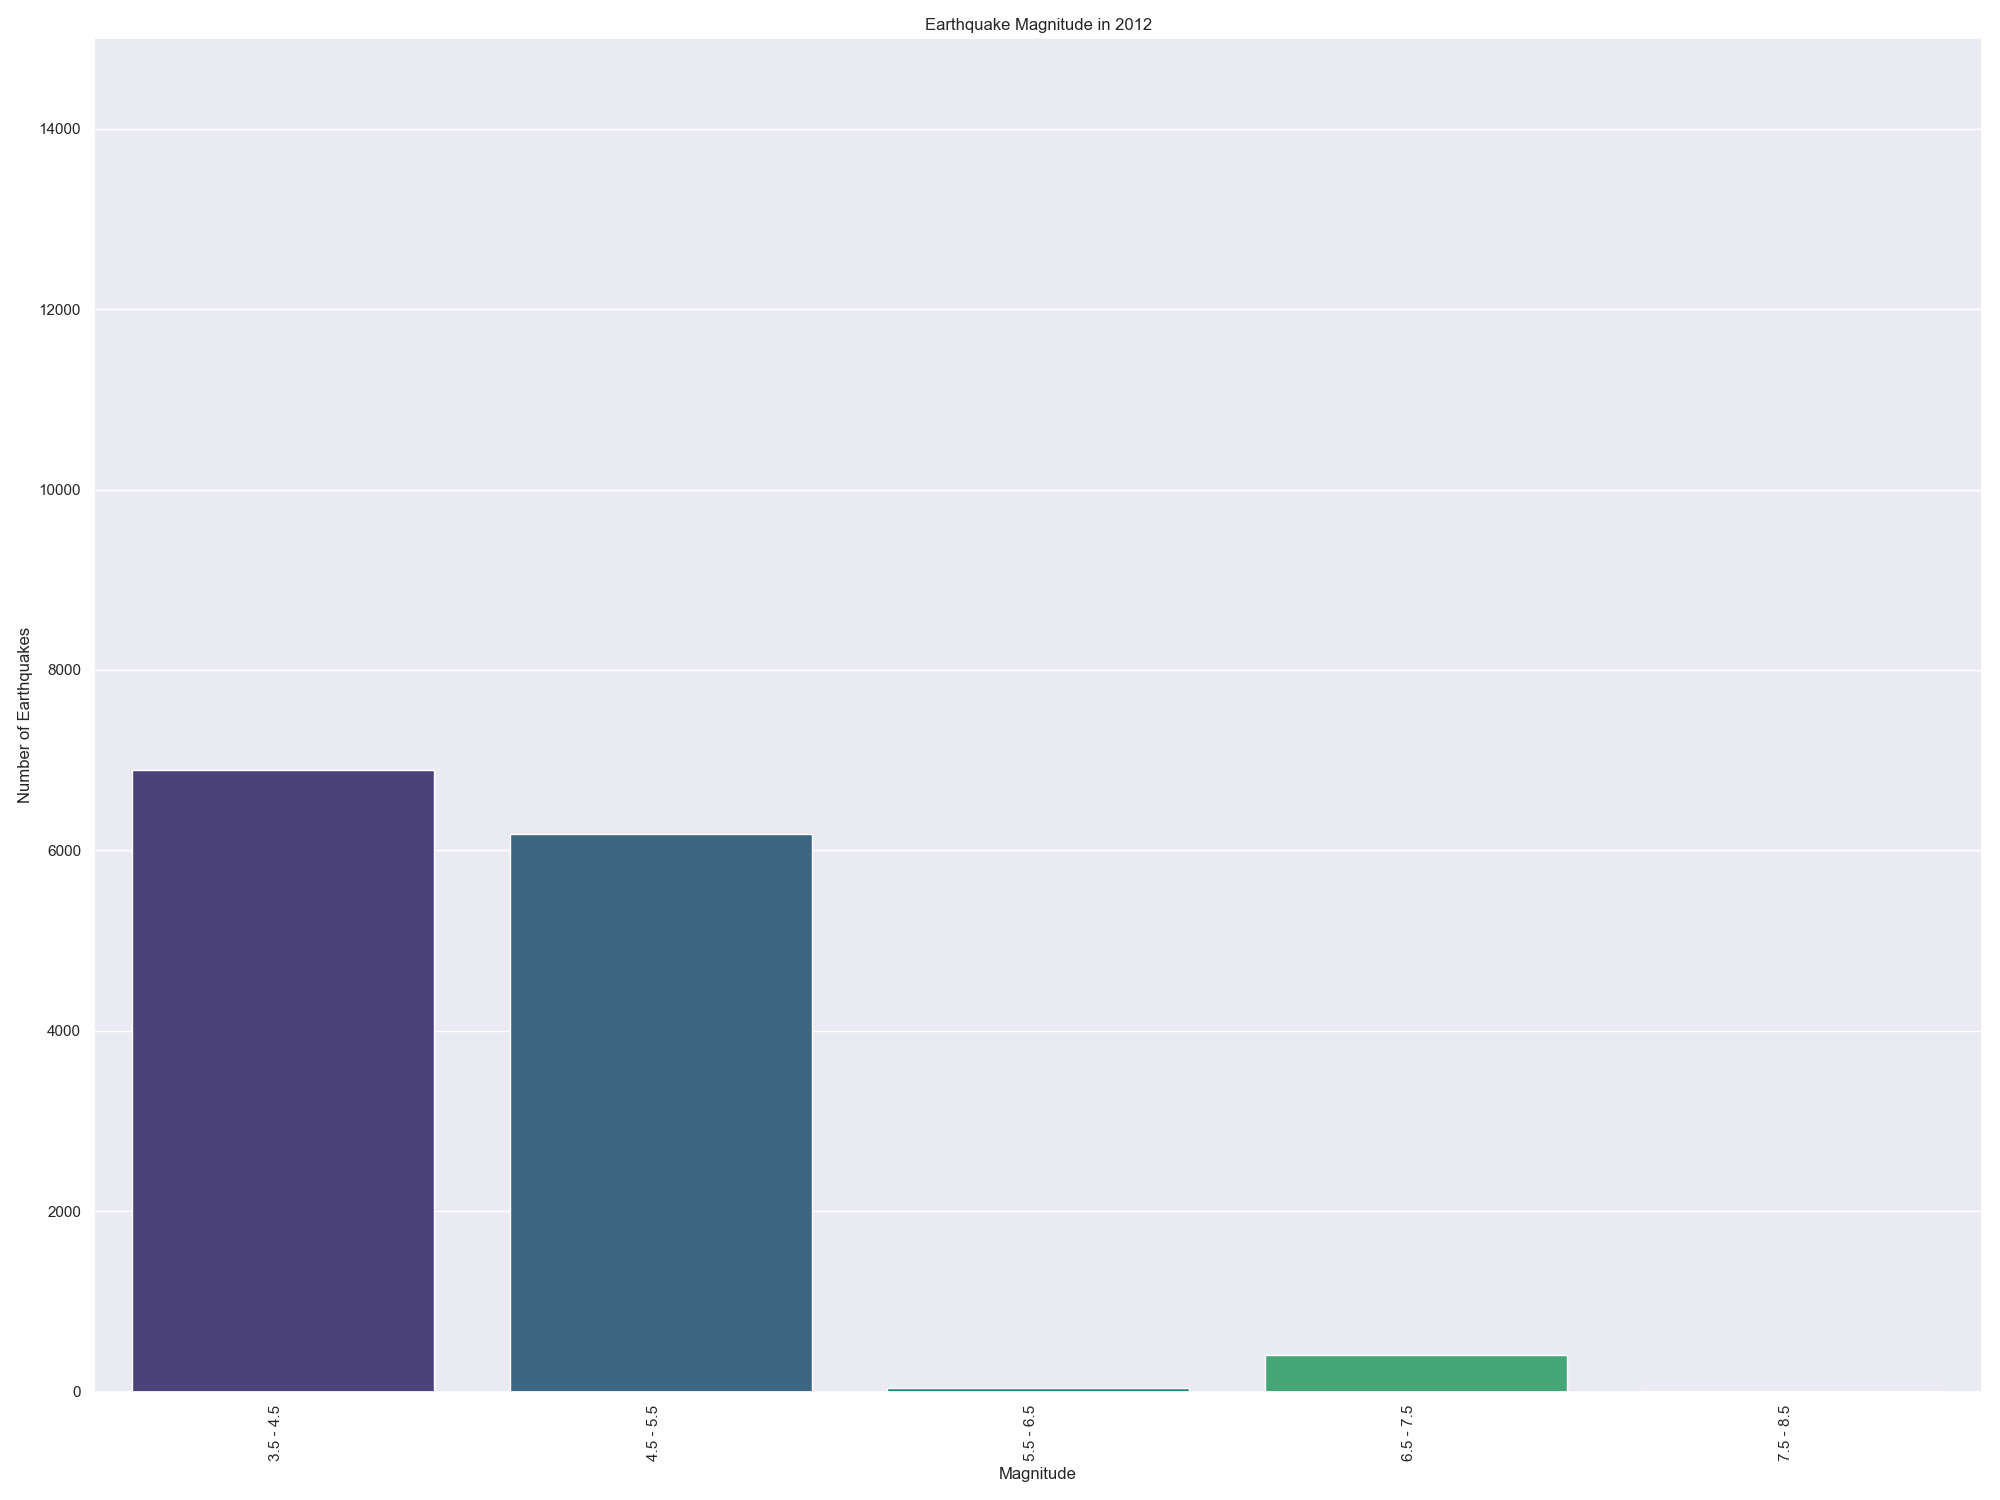 Earthquake Magnitude in 2012
14000
12000
10000
8000
6000
4000
2000
0
Number of Earthquakes
3.5 - 4.5
4.5 - 5.5
5.5 - 6.5
6.5 - 7.5
7.5 - 8.5
Magnitude